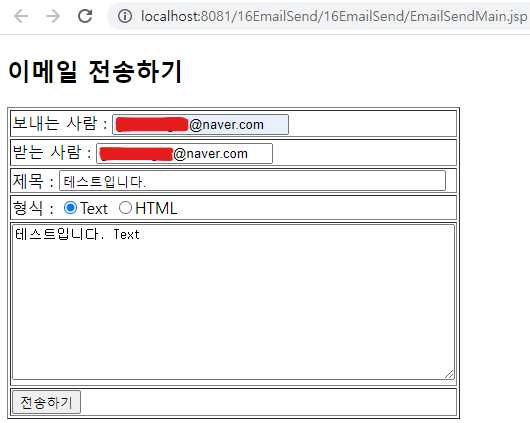 localhost:8081/16EmailSend/16EmailSend/EmailSendMain.jsp
이메일 전송하기
보내는 사람 : @naver.com
받는 사람 : @naver.com
제목 : 테스트입니다.
형식 : Text HTML
테스트입니다. Text
전송하기